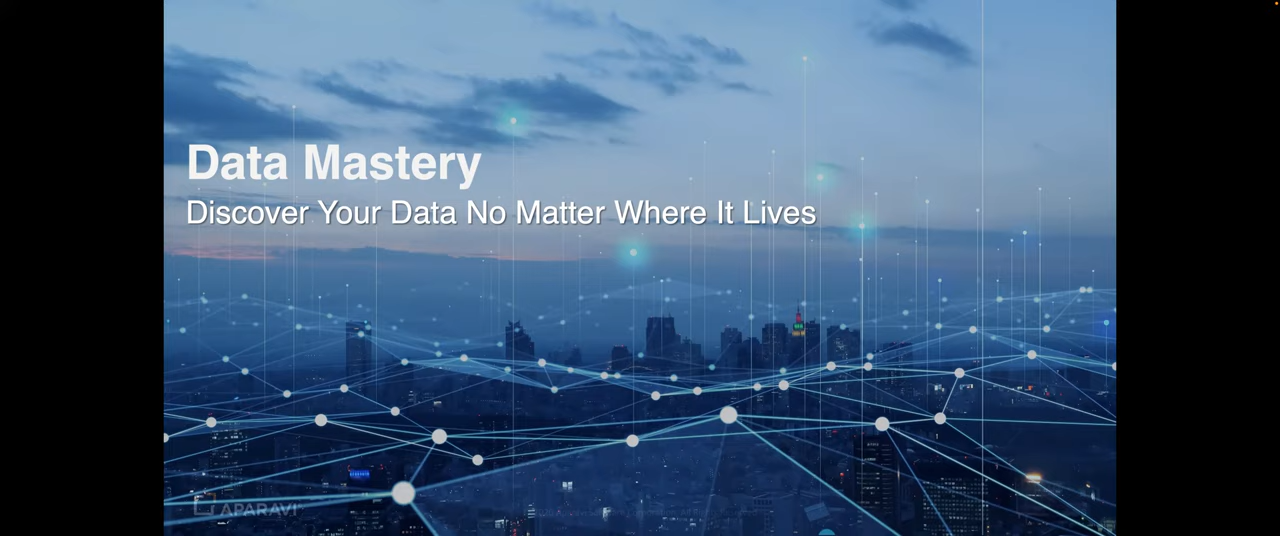 Data Mastery
Discover Your Data No Matter Where It Lives
APARAVI